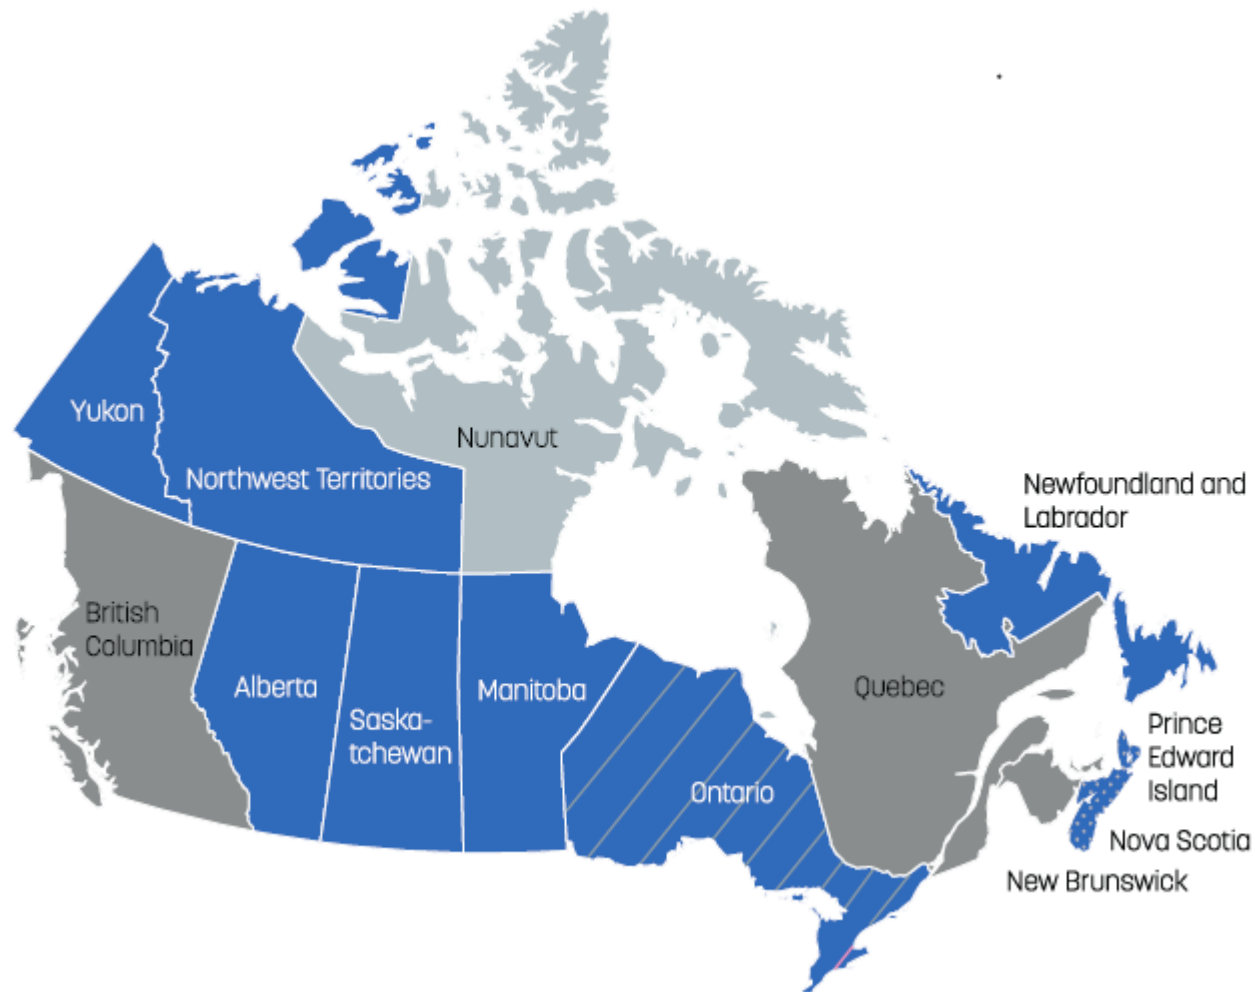 Yukon
Nunavut
Northwest Territories
Newfoundland and
Labrador
British
Columbia
Alberta
Saska-
tchewan
Manitoba
Ontario
Quebec
Prince
Edward
Island
Nova Scotia
New Brunswick